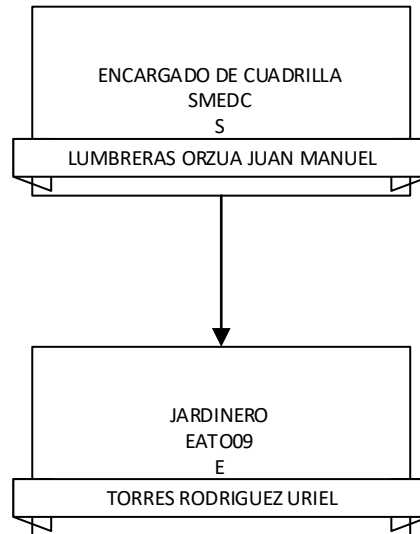 ENCARGADO DE CUADRILLA
SMEDC
S
LUMBRERAS ORZUA JUAN MANUEL
JARDINERO
EATO09
E
TORRES RODRIGUEZ URIEL